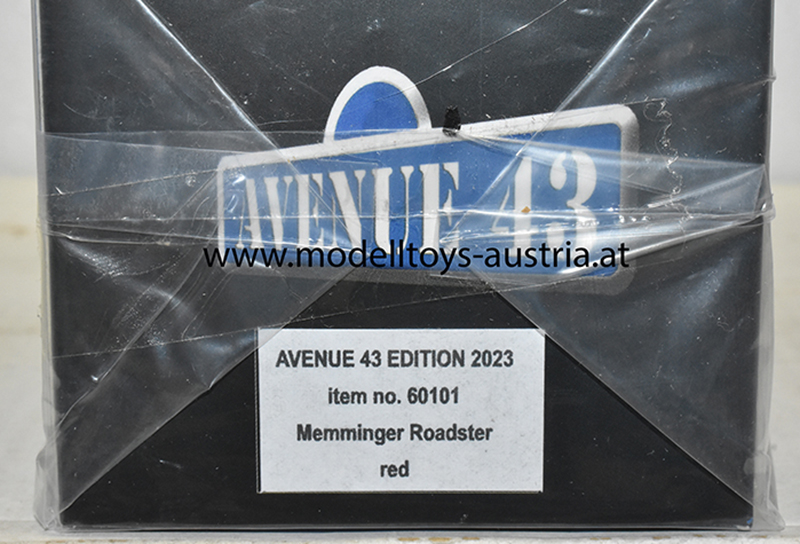 AVENUE 43
www.modelltoys-austria.at
AVENUE 43 EDITION 2023
item no. 60101
Memminger Roadster
red